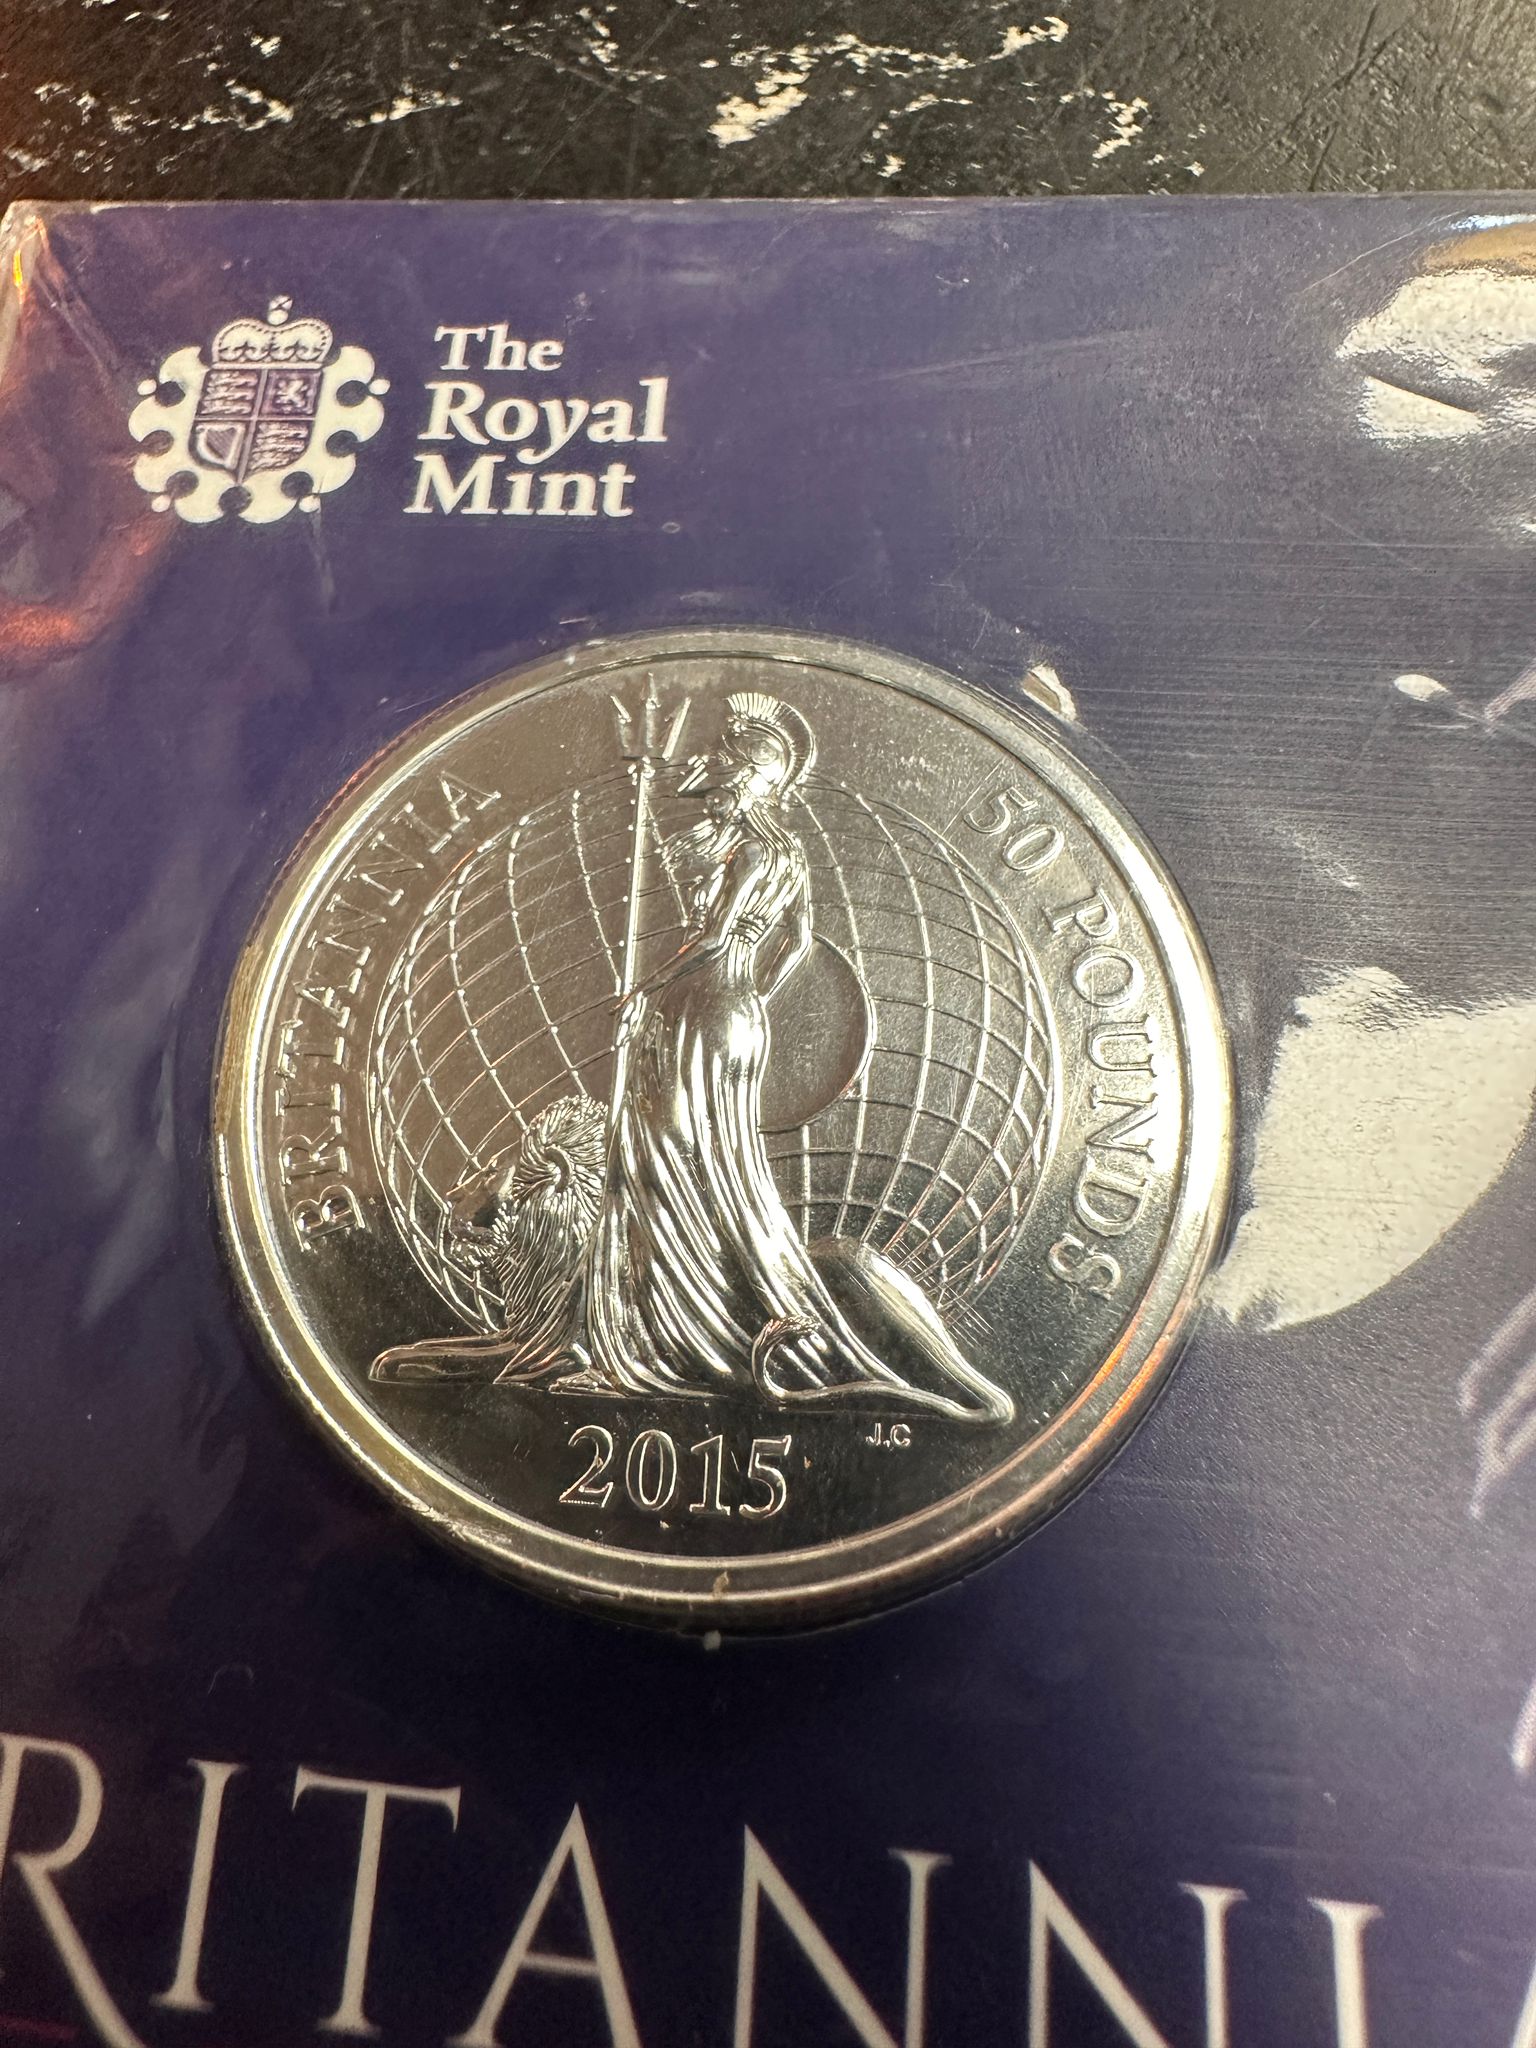 The
Royal
Mint
BRITANNIA
50 POUNDS
2015
J.C
RITANNI